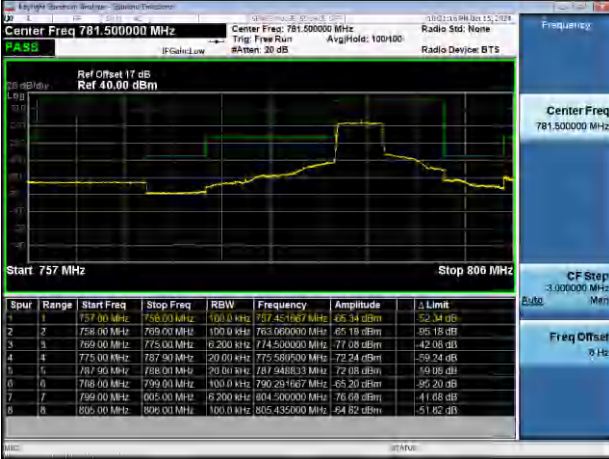 Keysight Spectrum Analyzer - Spurious Emissions
Center Freq 781.500000 MHz
Center Freq: 781.500000 MHz
Radio Std: None
Trig: Free Run
Avg|Hold: 100/100
PASS
IFGain:Low
#Atten: 20 dB
Radio Device: BTS
Ref Offset 17 dB
Ref 40.00 dBm
20 dB/div
Log
Start 757 MHz
Stop 806 MHz
Spur Range Start Freq Stop Freq RBW Frequency Amplitude Δ Limit
1 1 757.00 MHz 758.00 MHz 100.0 kHz 757.451667 MHz -65.34 dBm -52.34 dB
2 2 758.00 MHz 769.00 MHz 100.0 kHz 763.060000 MHz -65.18 dBm -95.18 dB
3 3 769.00 MHz 775.00 MHz 6.200 kHz 774.500000 MHz -77.08 dBm -42.08 dB
4 4 775.00 MHz 787.90 MHz 20.00 kHz 775.580500 MHz -72.24 dBm -59.24 dB
5 5 787.90 MHz 788.00 MHz 20.00 kHz 787.948833 MHz -72.08 dBm -59.08 dB
6 6 788.00 MHz 799.00 MHz 100.0 kHz 790.291667 MHz -65.20 dBm -95.20 dB
7 7 799.00 MHz 805.00 MHz 6.200 kHz 804.500000 MHz -76.68 dBm -41.68 dB
8 8 805.00 MHz 806.00 MHz 100.0 kHz 805.435000 MHz -64.82 dBm -51.82 dB
MSG
STATUS
Frequency
Center Freq
781.500000 MHz
CF Step
3.000000 MHz
Auto Man
Freq Offset
0 Hz